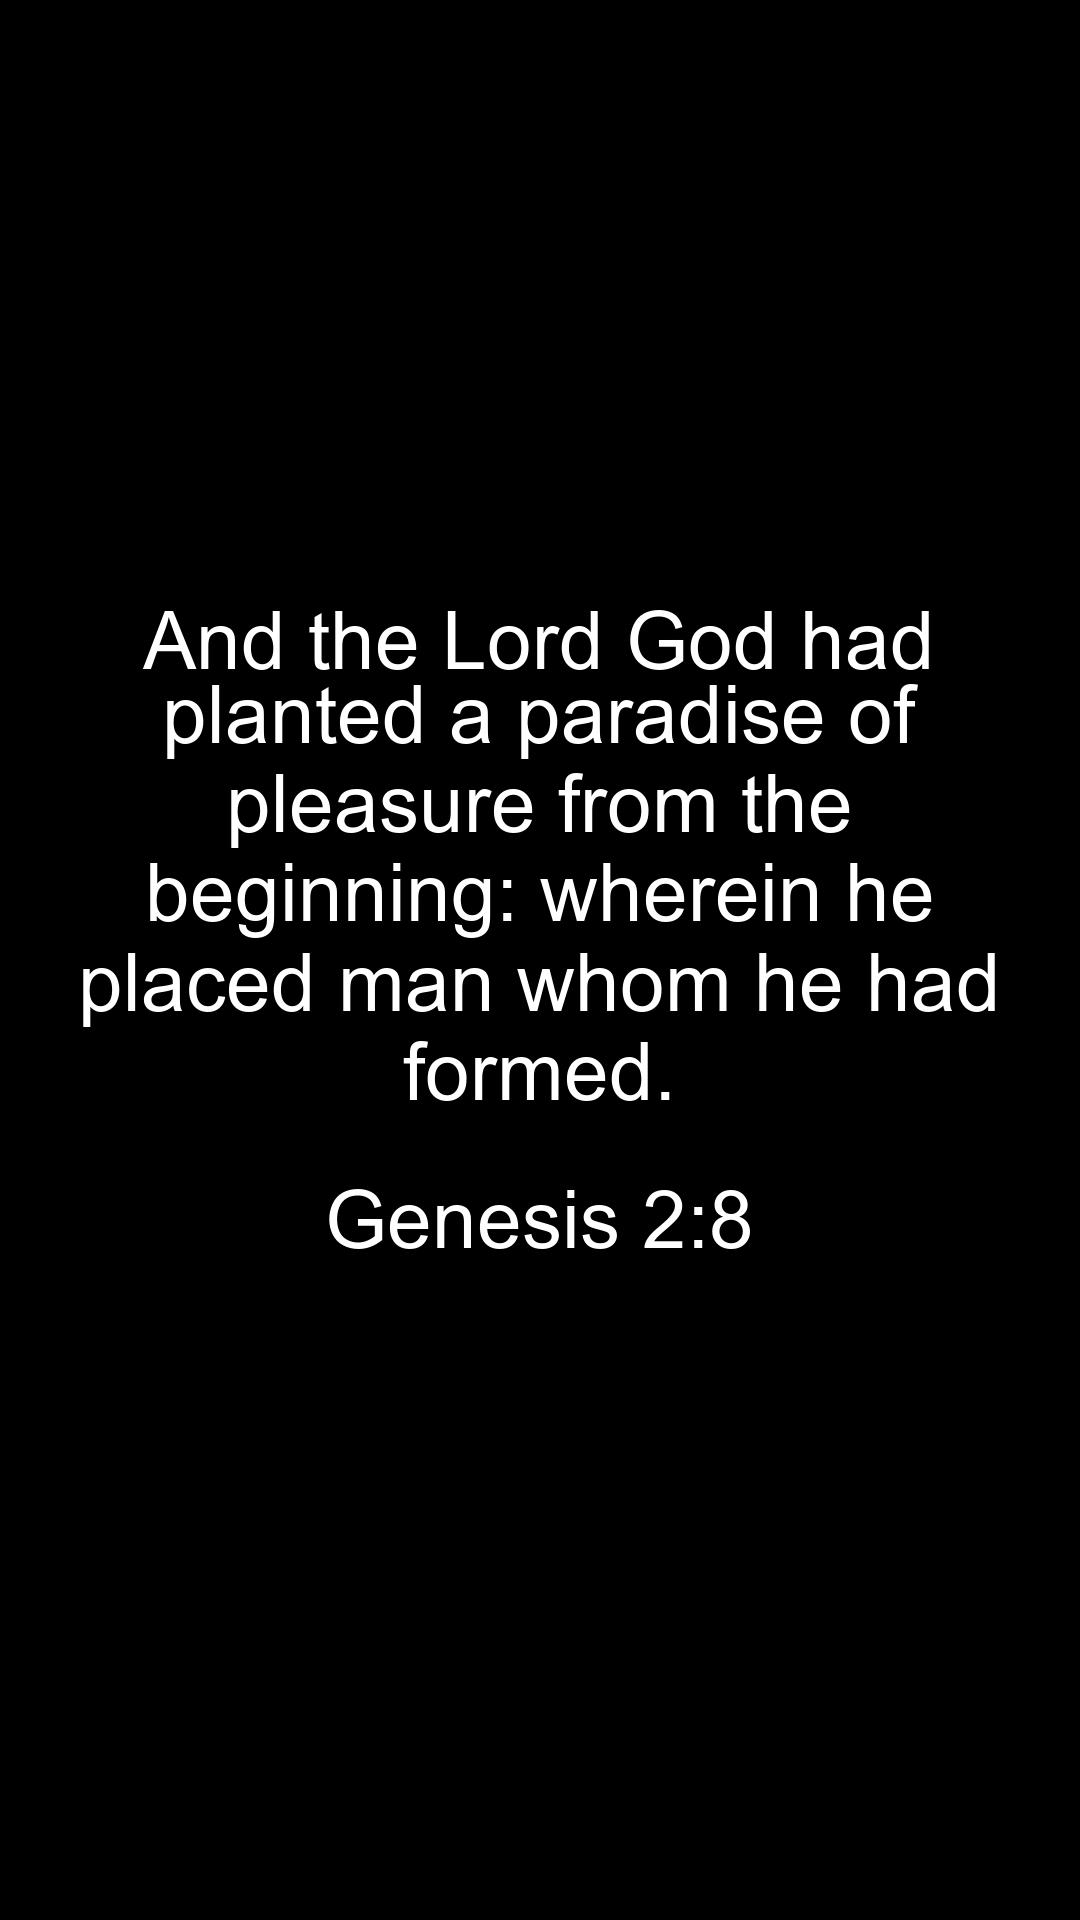 And the Lord God had
planted a paradise of
pleasure from the
beginning: wherein he
placed man whom he had
formed.
Genesis 2:8